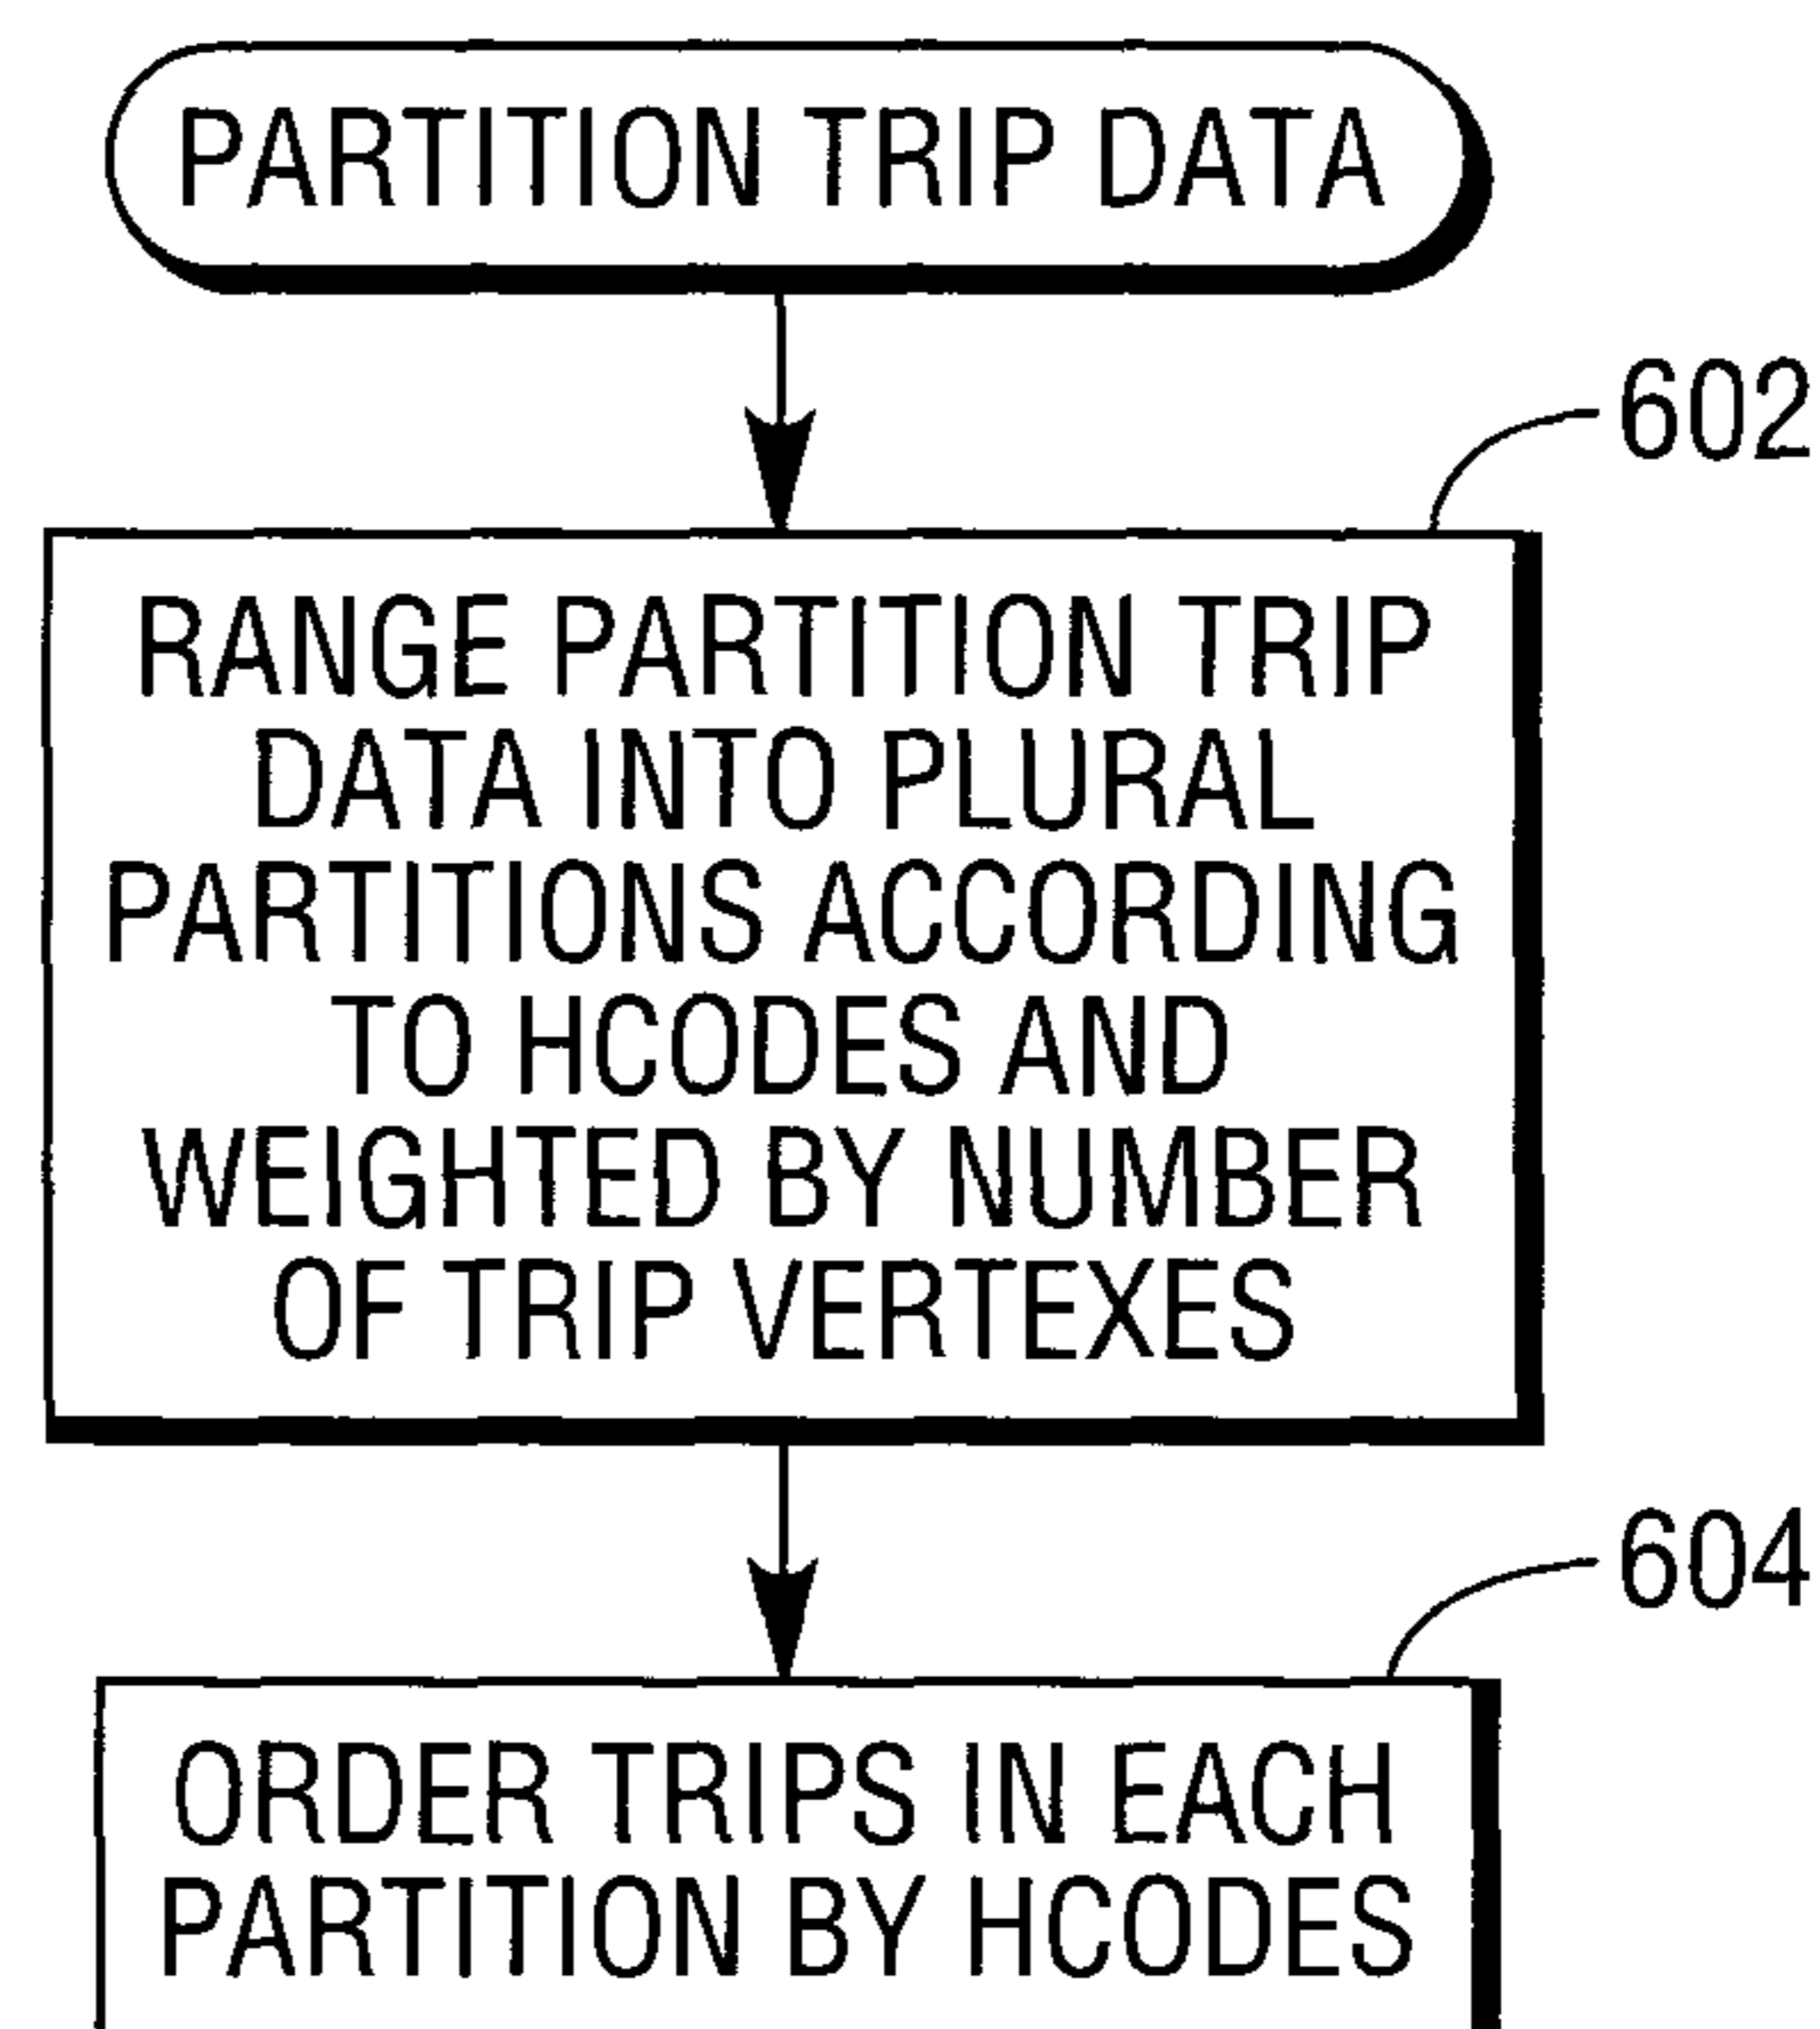 PARTITION TRIP DATA
602
RANGE PARTITION TRIP
DATA INTO PLURAL
PARTITIONS ACCORDING
TO HCODES AND
WEIGHTED BY NUMBER
OF TRIP VERTEXES
604
ORDER TRIPS IN EACH
PARTITION BY HCODES